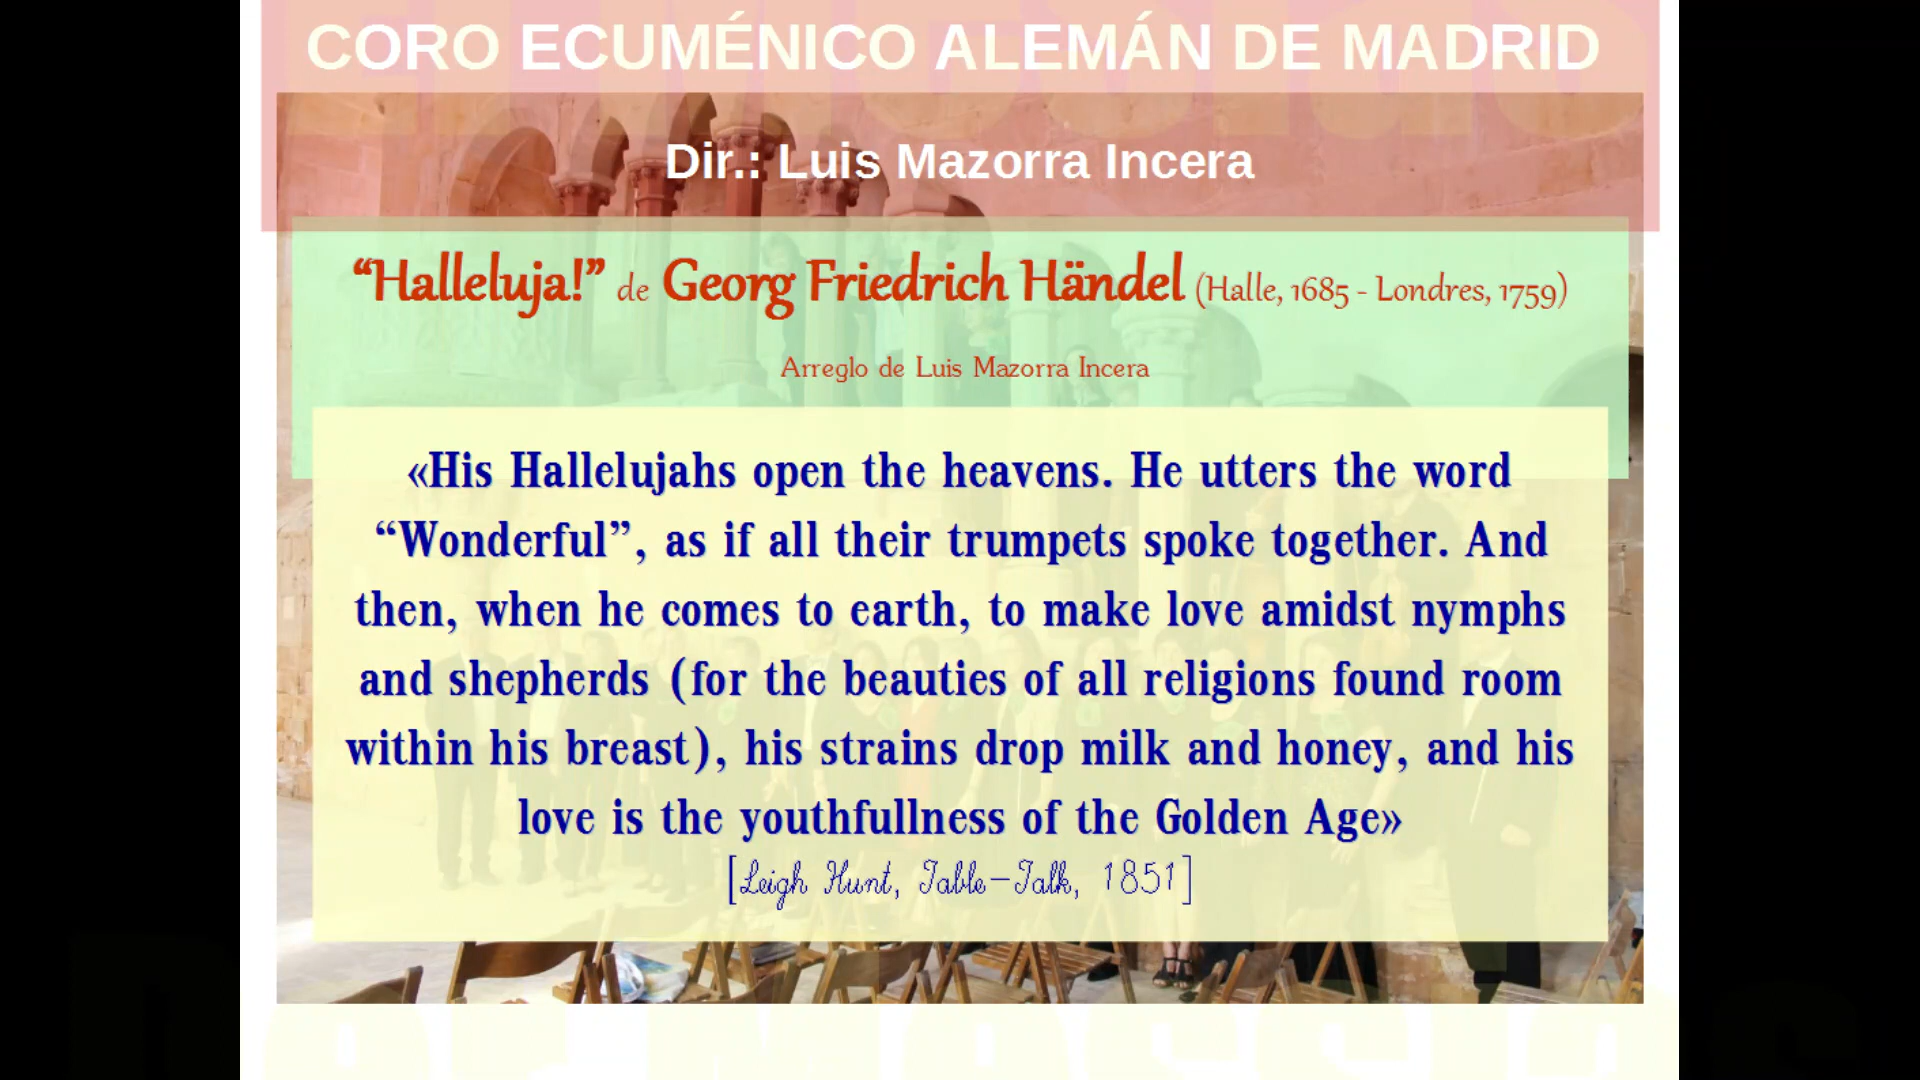 CORO ECUMÉNICO ALEMÁN DE MADRID
Dir.: Luis Mazorra Incera
“Halleluja!” de Georg Friedrich Händel (Halle, 1685 - Londres, 1759)
Arreglo de Luis Mazorra Incera
«His Hallelujahs open the heavens. He utters the word
“Wonderful”, as if all their trumpets spoke together. And
then, when he comes to earth, to make love amidst nymphs
and shepherds (for the beauties of all religions found room
within his breast), his strains drop milk and honey, and his
love is the youthfullness of the Golden Age»
[Leigh Hunt, Table-Talk, 1851]